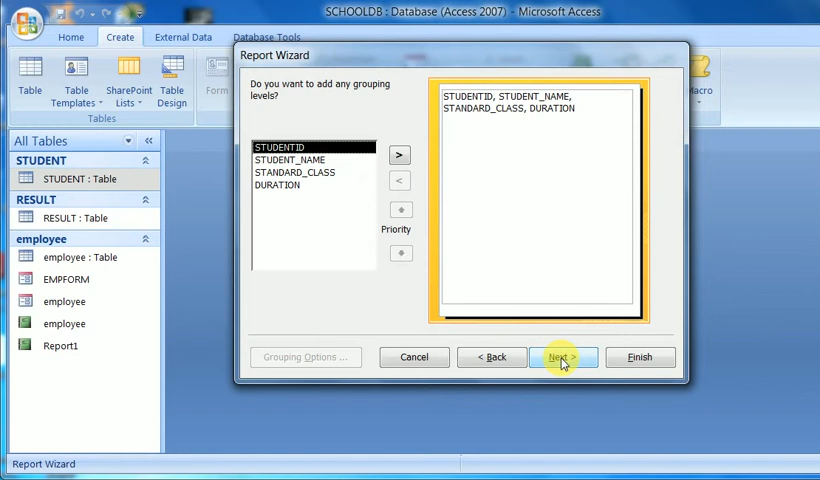 SCHOOLDB : Database (Access 2007) - Microsoft Access
Home Create External Data Database Tools
Table
Table Templates
SharePoint Lists
Table Design
Form
Macro
Tables
All Tables
STUDENT
STUDENT : Table
RESULT
RESULT : Table
employee
employee : Table
EMPFORM
employee
employee
Report1
Report Wizard
Do you want to add any grouping
levels?
STUDENTID
STUDENT_NAME
STANDARD_CLASS
DURATION
>
<
Priority
STUDENTID, STUDENT_NAME,
STANDARD_CLASS, DURATION
Grouping Options ... Cancel < Back Next > Finish
Report Wizard